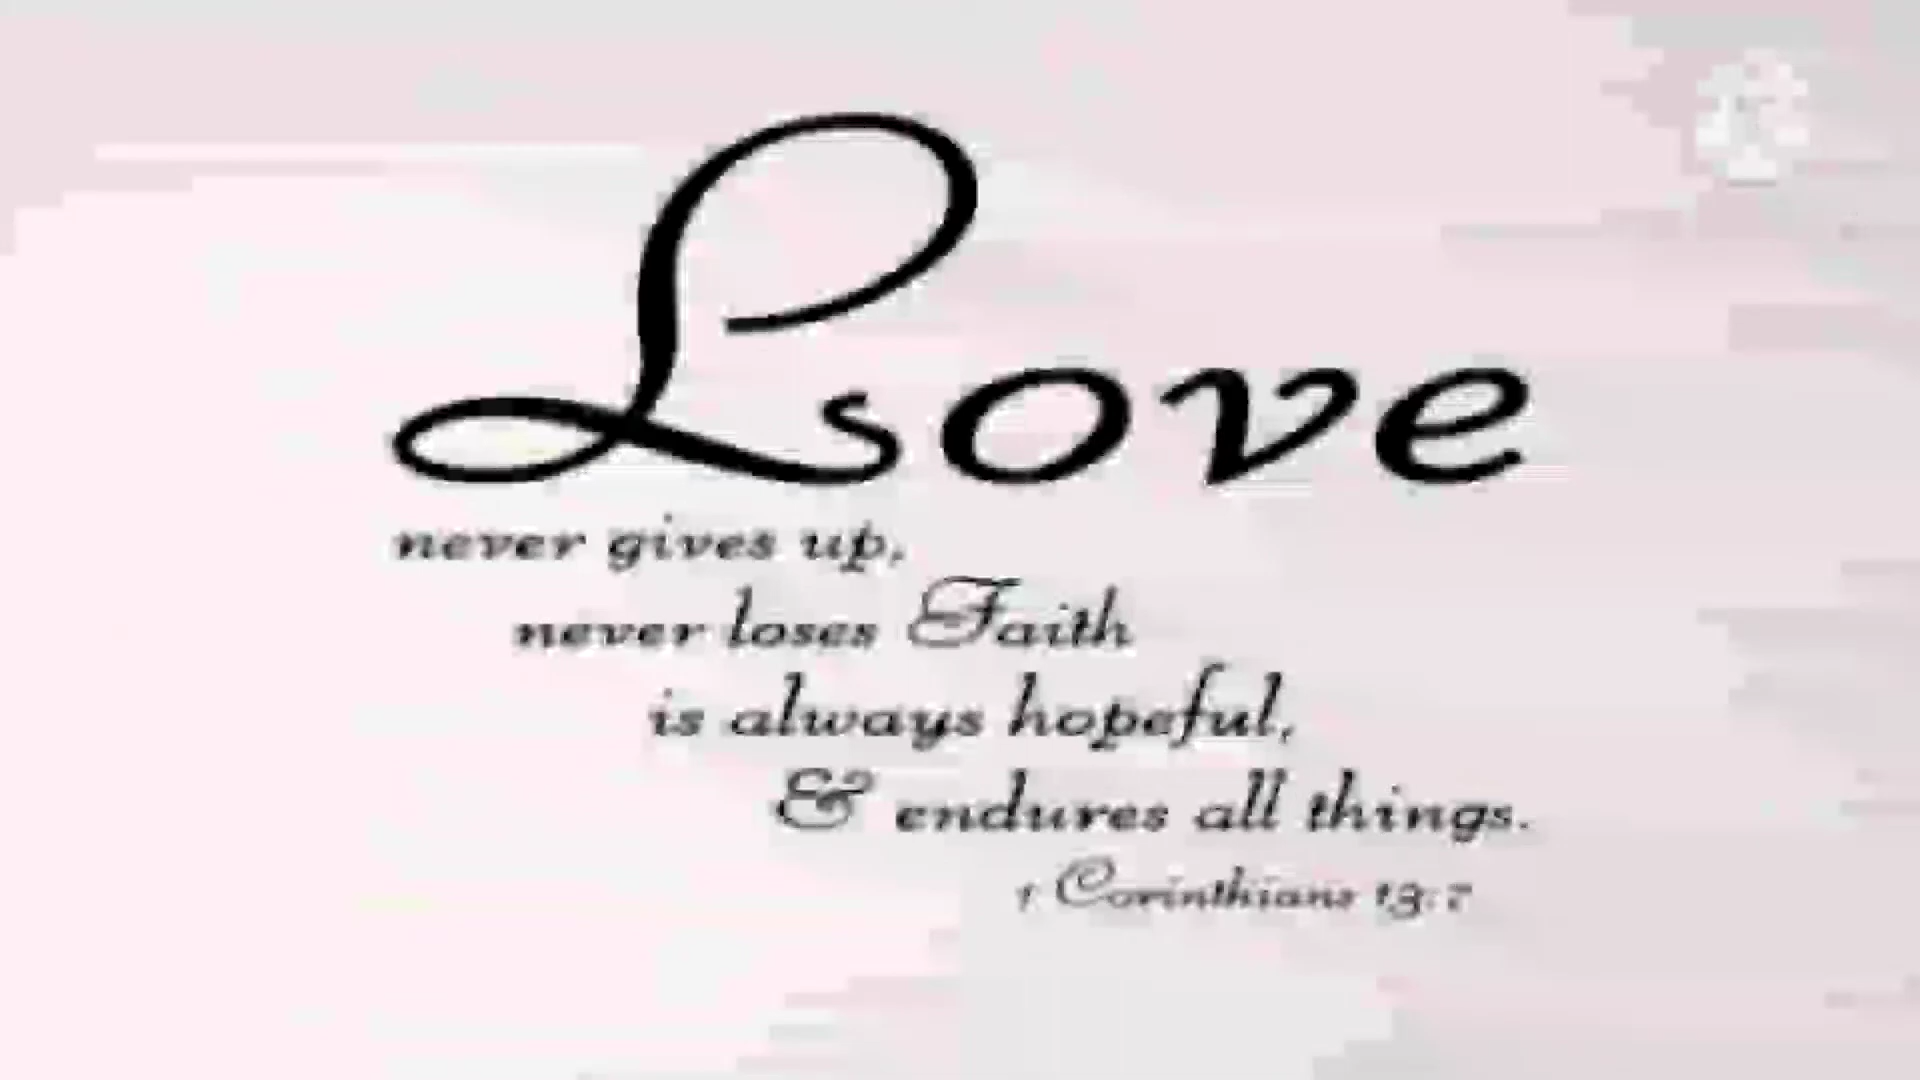 Love
never gives up,
never loses Faith
is always hopeful,
& endures all things.
1 Corinthians 13:7